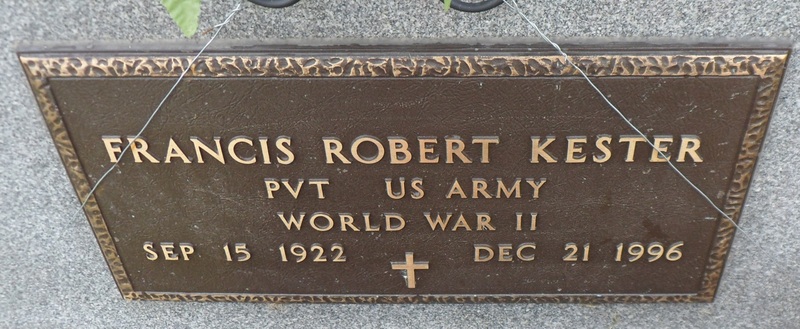 FRANCIS ROBERT KESTER
PVT US ARMY
WORLD WAR II
SEP 15 1922 DEC 21 1996